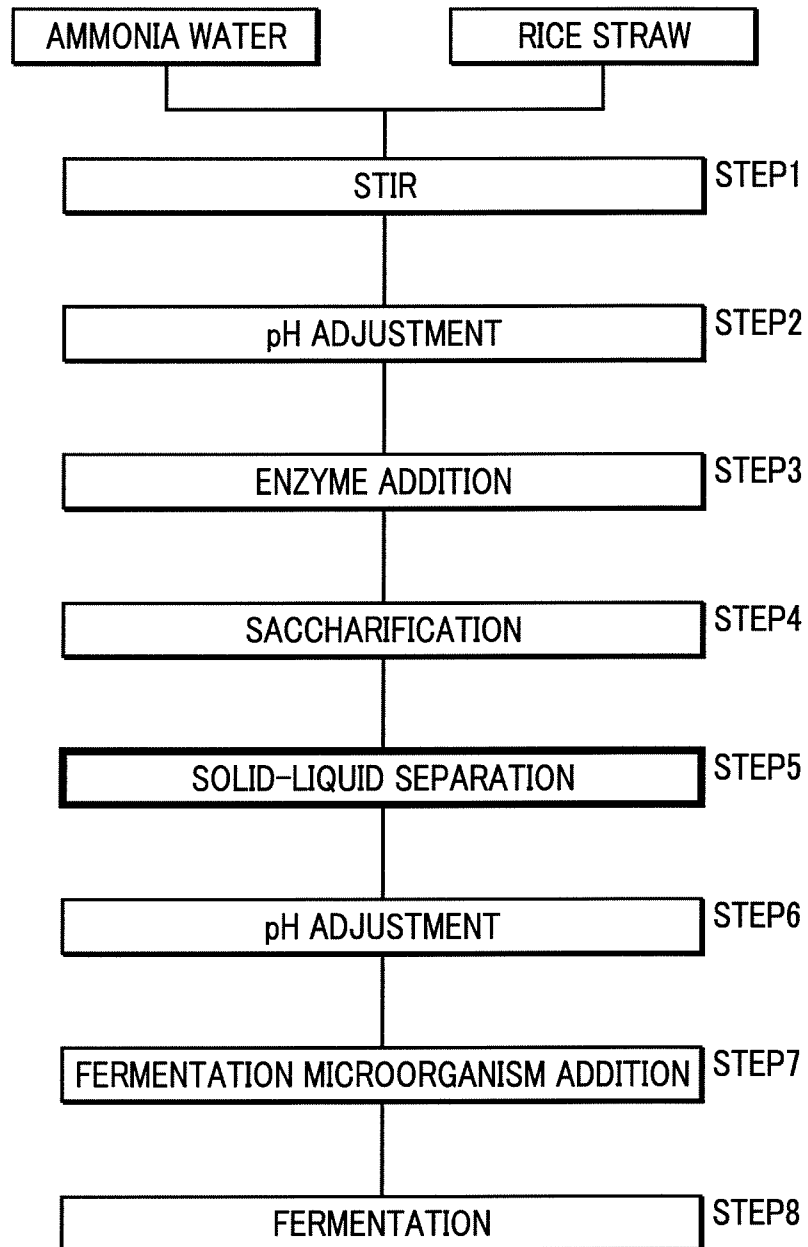 AMMONIA WATER
RICE STRAW
STIR
STEP1
pH ADJUSTMENT
STEP2
ENZYME ADDITION
STEP3
SACCHARIFICATION
STEP4
SOLID-LIQUID SEPARATION
STEP5
pH ADJUSTMENT
STEP6
FERMENTATION MICROORGANISM ADDITION
STEP7
FERMENTATION
STEP8